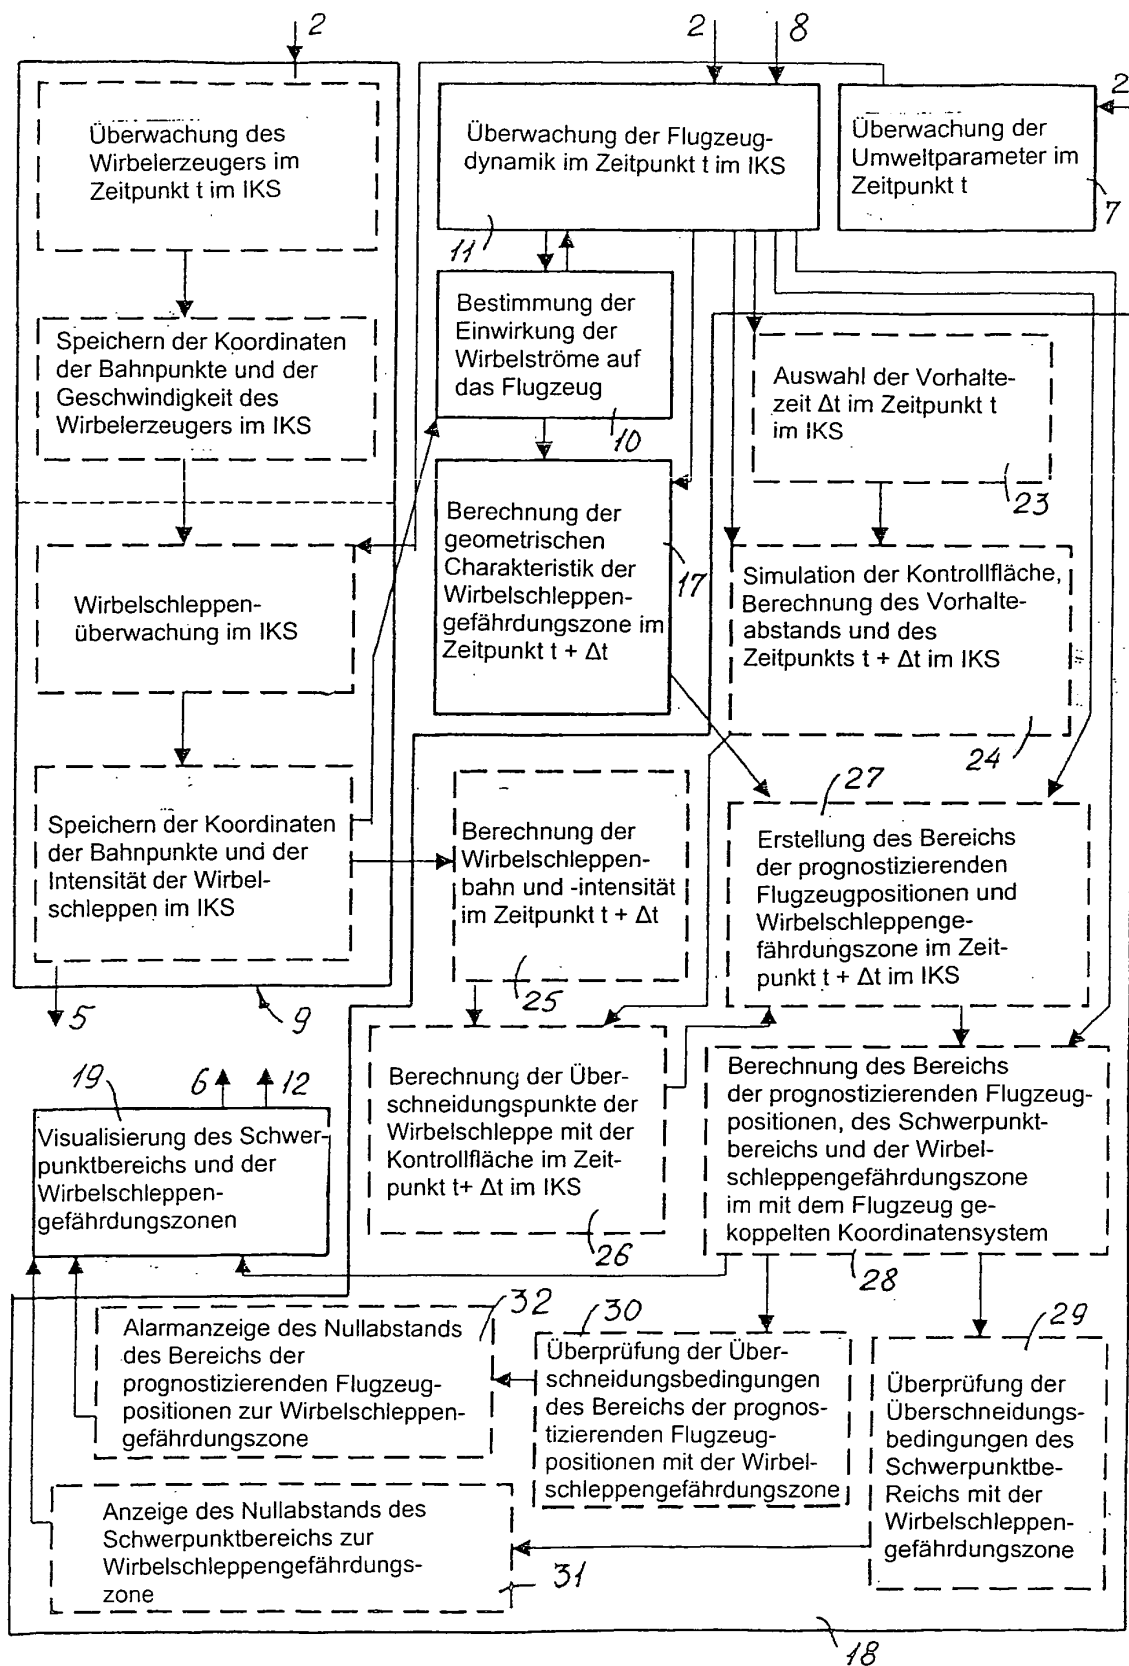 2
2
8
2
Überwachung des
Wirbelerzeugers im
Zeitpunkt t im IKS
Überwachung der Flugzeug-
dynamik im Zeitpunkt t im IKS
11
Überwachung der
Umweltparameter im
Zeitpunkt t
7
Speichern der Koordinaten
der Bahnpunkte und der
Geschwindigkeit des
Wirbelerzeugers im IKS
Bestimmung der
Einwirkung der
Wirbelströme auf
das Flugzeug
10
Auswahl der Vorhalte-
zeit Δt im Zeitpunkt t
im IKS
23
Wirbelschleppen-
überwachung im IKS
Berechnung der
geometrischen
Charakteristik der
Wirbelschleppen-
gefährdungszone im
Zeitpunkt t + Δt
17
Simulation der Kontrollfläche,
Berechnung des Vorhalte-
abstands und des
Zeitpunkts t + Δt im IKS
24
Speichern der Koordinaten
der Bahnpunkte und der
Intensität der Wirbel-
schleppen im IKS
5
9
Berechnung der
Wirbelschleppen-
bahn und -intensität
im Zeitpunkt t + Δt
25
27
Erstellung des Bereichs
der prognostizierenden
Flugzeugpositionen und
Wirbelschleppenge-
fährdungszone im Zeit-
punkt t + Δt im IKS
19
6
12
Visualisierung des Schwer-
punktbereichs und der
Wirbelschleppen-
gefährdungszonen
Berechnung der Über-
schneidungspunkte der
Wirbelschleppe mit der
Kontrollfläche im Zeit-
punkt t+ Δt im IKS
26
Berechnung des Bereichs
der prognostizierenden Flugzeug-
positionen, des Schwerpunkt-
bereichs und der Wirbel-
schleppengefährdungszone
im mit dem Flugzeug ge-
koppelten Koordinatensystem
28
32
Alarmanzeige des Nullabstands
des Bereichs der
prognostizierenden Flugzeug-
positionen zur Wirbelschleppen-
gefährdungszone
30
Überprüfung der Über-
schneidungsbedingungen
des Bereichs der prognos-
tizierenden Flugzeug-
positionen mit der Wirbel-
schleppengefährdungszone
29
Überprüfung der
Überschneidungs-
bedingungen des
Schwerpunktbe-
Reichs mit der
Wirbelschleppen-
gefährdungszone
Anzeige des Nullabstands des
Schwerpunktbereichs zur
Wirbelschleppengefährdungs-
zone
31
18